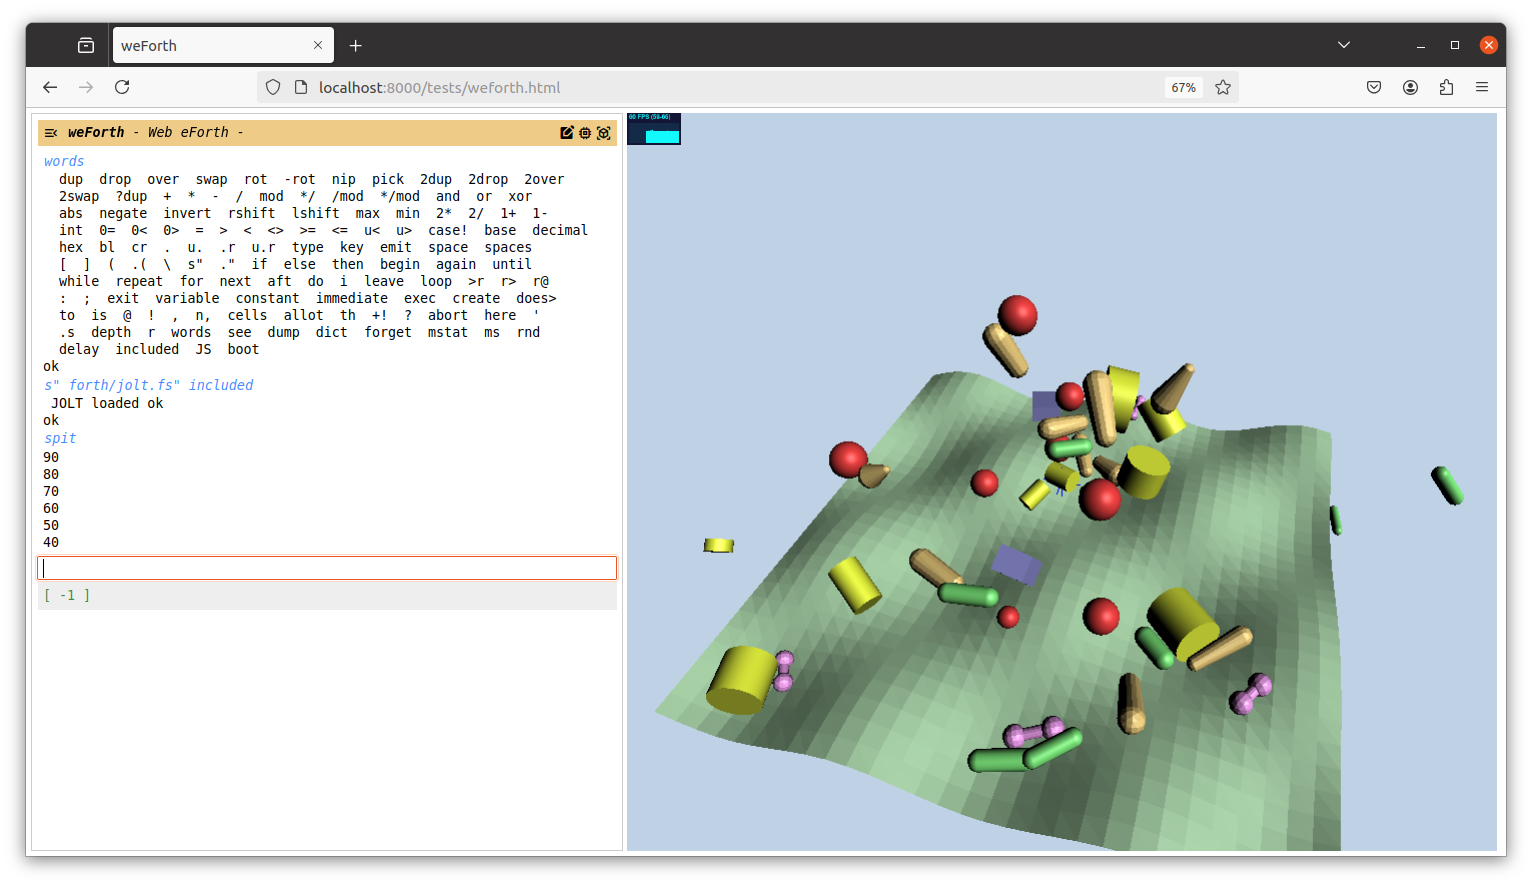 weForth
localhost:8000/tests/weforth.html
67%
weForth - Web eForth -
words
dup drop over swap rot -rot nip pick 2dup 2drop 2over
2swap ?dup + * - / mod */ /mod */mod and or xor
abs negate invert rshift lshift max min 2* 2/ 1+ 1-
int 0= 0< 0> = > < <> >= <= u< u> case! base decimal
hex bl cr . u. .r u.r type key emit space spaces
[ ] ( .( \ s" ." if else then begin again until
while repeat for next aft do i leave loop >r r> r@
: ; exit variable constant immediate exec create does>
to is @ ! , n, cells allot th +! ? abort here '
.s depth r words see dump dict forget mstat ms rnd
delay included JS boot
ok
s" forth/jolt.fs" included
JOLT loaded ok
ok
spit
90
80
70
60
50
40
[ -1 ]
60 FPS (59-60)